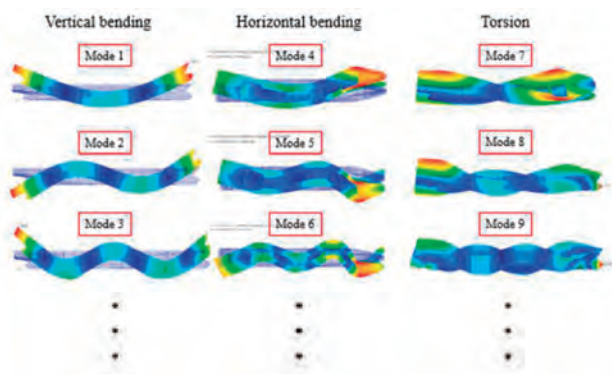 Vertical bending
Horizontal bending
Torsion
Mode 1
Mode 4
Mode 7
Mode 2
Mode 5
Mode 8
Mode 3
Mode 6
Mode 9